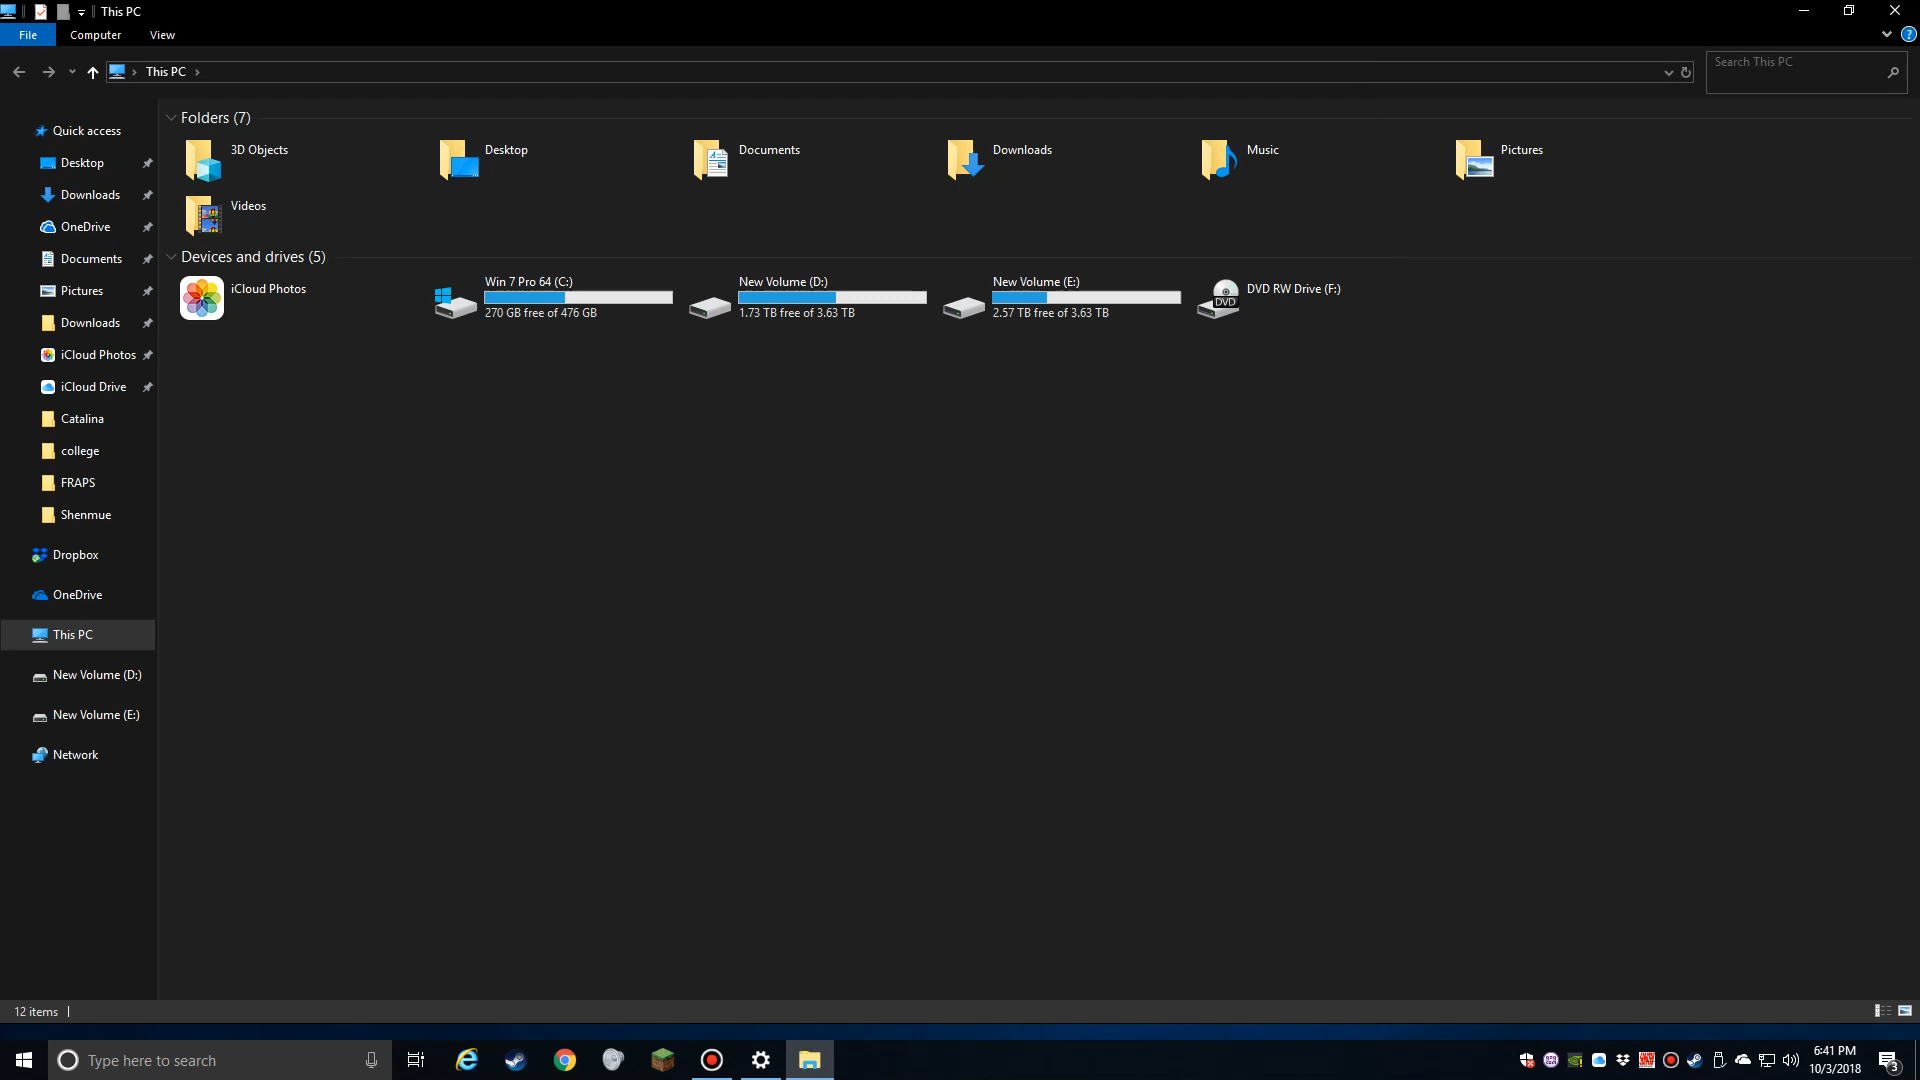 This PC
File Computer View
This PC
Search This PC
Quick access
Desktop
Downloads
OneDrive
Documents
Pictures
Downloads
iCloud Photos
iCloud Drive
Catalina
college
FRAPS
Shenmue
Dropbox
OneDrive
This PC
New Volume (D:)
New Volume (E:)
Network
Folders (7)
3D Objects
Desktop
Documents
Downloads
Music
Pictures
Videos
Devices and drives (5)
iCloud Photos
Win 7 Pro 64 (C:)
270 GB free of 476 GB
New Volume (D:)
1.73 TB free of 3.63 TB
New Volume (E:)
2.57 TB free of 3.63 TB
DVD RW Drive (F:)
DVD
12 items
Type here to search
6:41 PM
10/3/2018
3